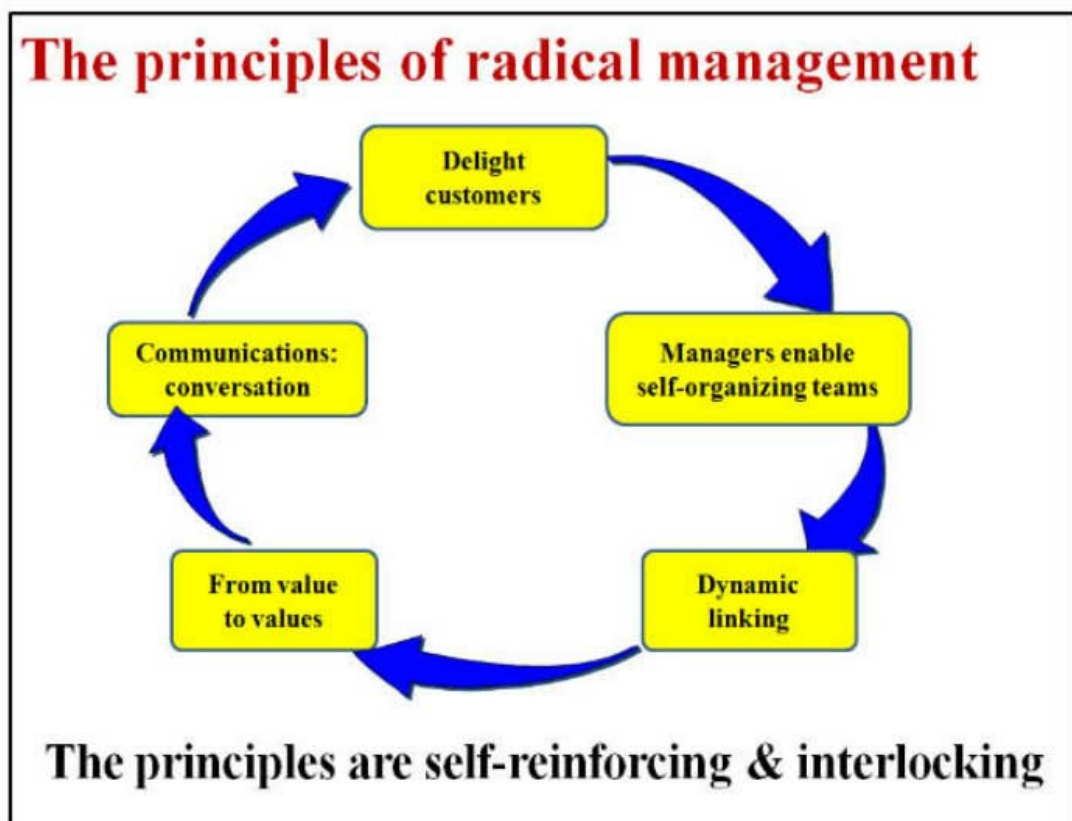 The principles of radical management
Delight
customers
Managers enable
self-organizing teams
Dynamic
linking
From value
to values
Communications:
conversation
The principles are self-reinforcing & interlocking